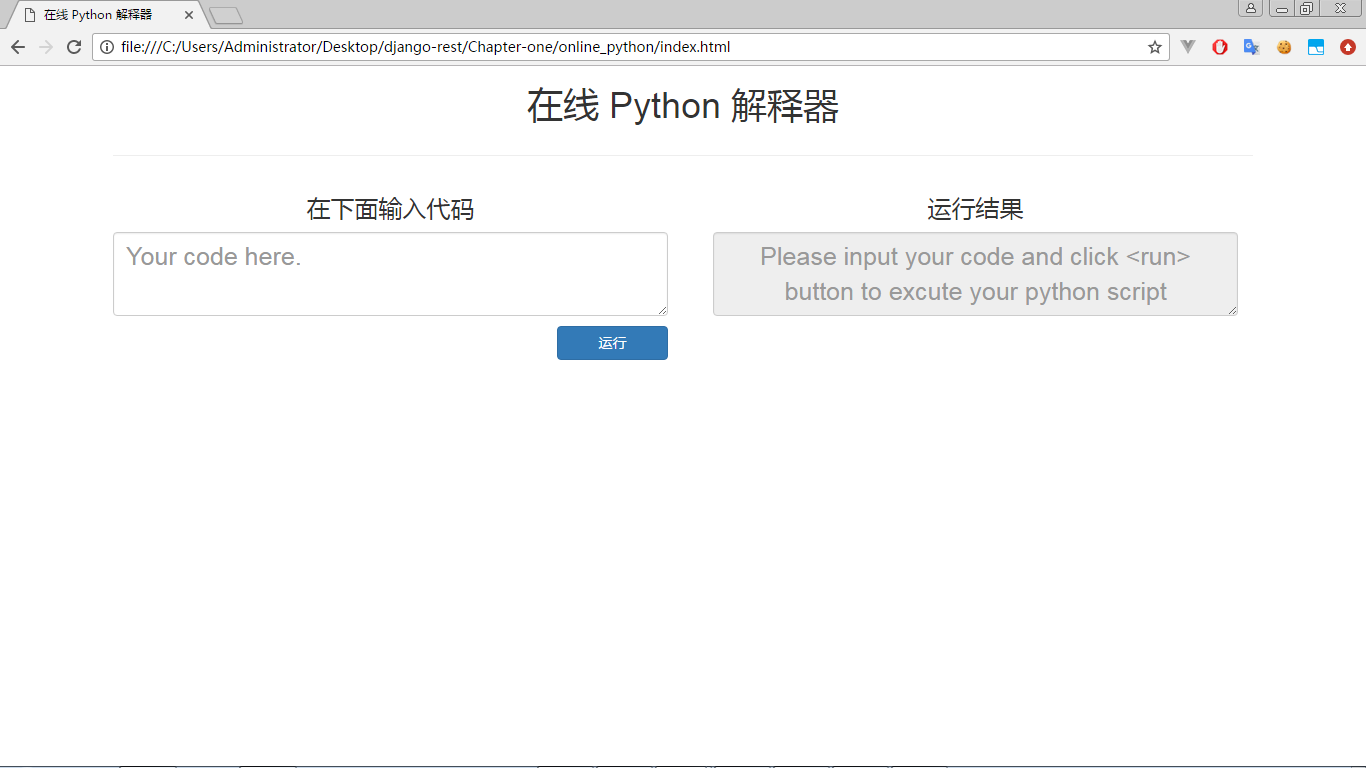 在线 Python 解释器
file:///C:/Users/Administrator/Desktop/django-rest/Chapter-one/online_python/index.html
在线 Python 解释器
在下面输入代码
Your code here.
运行
运行结果
Please input your code and click <run>
button to excute your python script